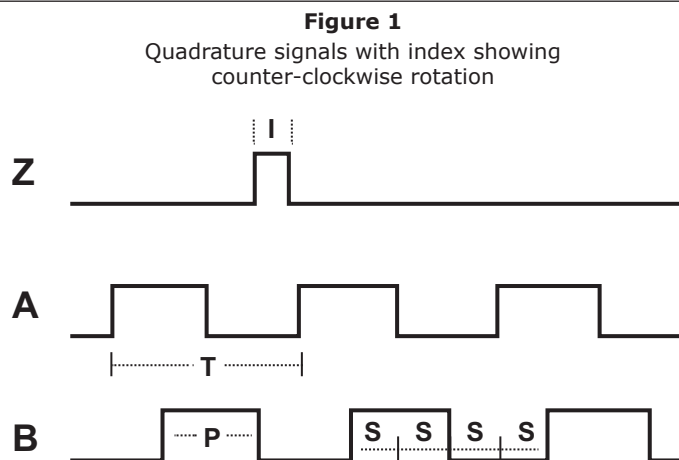 Figure 1
Quadrature signals with index showing
counter-clockwise rotation
I
Z
A
T
B
P
S S S S